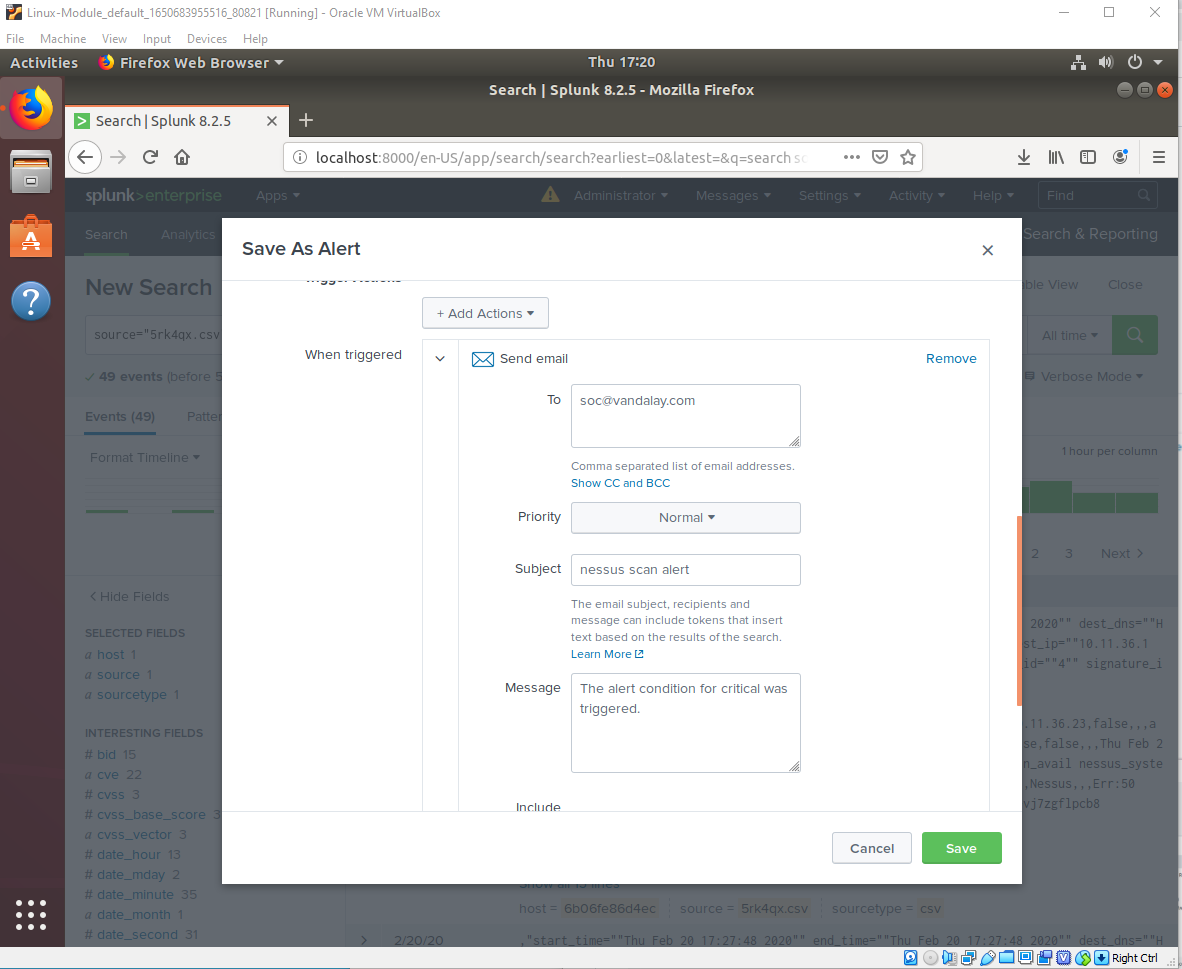 Linux-Module_default_1650683955516_80821 [Running] - Oracle VM VirtualBox
File Machine View Input Devices Help
Activities Firefox Web Browser Thu 17:20
Search | Splunk 8.2.5 - Mozilla Firefox
Search | Splunk 8.2.5
localhost:8000/en-US/app/search/search?earliest=0&latest=&q=search
splunk>enterprise Apps Administrator Messages Settings Activity Help Find
Search Analytics Search & Reporting
Save As Alert
New Search View Close
source="5rk4qx.csv All time
49 events (before 5 Verbose Mode
Events (49)
Format Timeline 1 hour per column
2 3 Next >
+ Add Actions
When triggered
Send email
Remove
To
soc@vandalay.com
Comma separated list of email addresses.
Show CC and BCC
Priority
Normal
Subject
nessus scan alert
The email subject, recipients and
message can include tokens that insert
text based on the results of the search.
Learn More
Message
The alert condition for critical was
triggered.
Include
Cancel
Save
< Hide Fields
SELECTED FIELDS
a host 1
a source 1
a sourcetype 1
INTERESTING FIELDS
# bid 15
a cve 22
# cvss 3
# cvss_base_score 3
a cvss_vector 3
# date_hour 13
# date_mday 2
# date_minute 35
a date_month 1
# date_second 31
2020"" dest_dns=""H
st_ip=""10.11.36.1
id=""4"" signature_i
.11.36.23,false,,,a
se,false,,,Thu Feb 2
n_avail nessus_syste
,Nessus,,,Err:50
vj7zgflpcb8
host = 6b06fe86d4ec source = 5rk4qx.csv sourcetype = csv
2/20/20 ,"start_time=""Thu Feb 20 17:27:48 2020"" end_time=""Thu Feb 20 17:27:48 2020"" dest_dns=""H
Right Ctrl